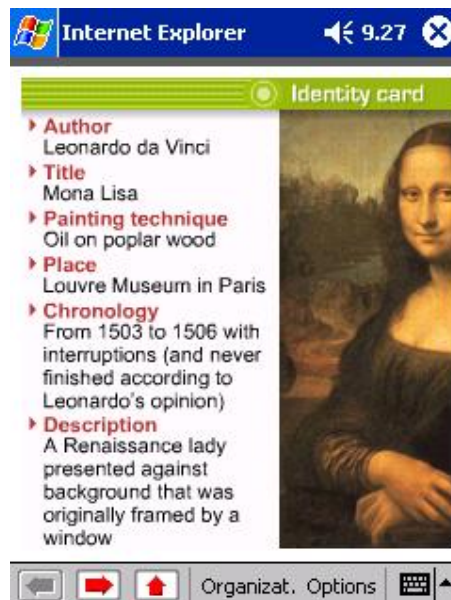 Internet Explorer 9.27
Identity card
Author
Leonardo da Vinci
Title
Mona Lisa
Painting technique
Oil on poplar wood
Place
Louvre Museum in Paris
Chronology
From 1503 to 1506 with
interruptions (and never
finished according to
Leonardo's opinion)
Description
A Renaissance lady
presented against
background that was
originally framed by a
window
Organizat. Options